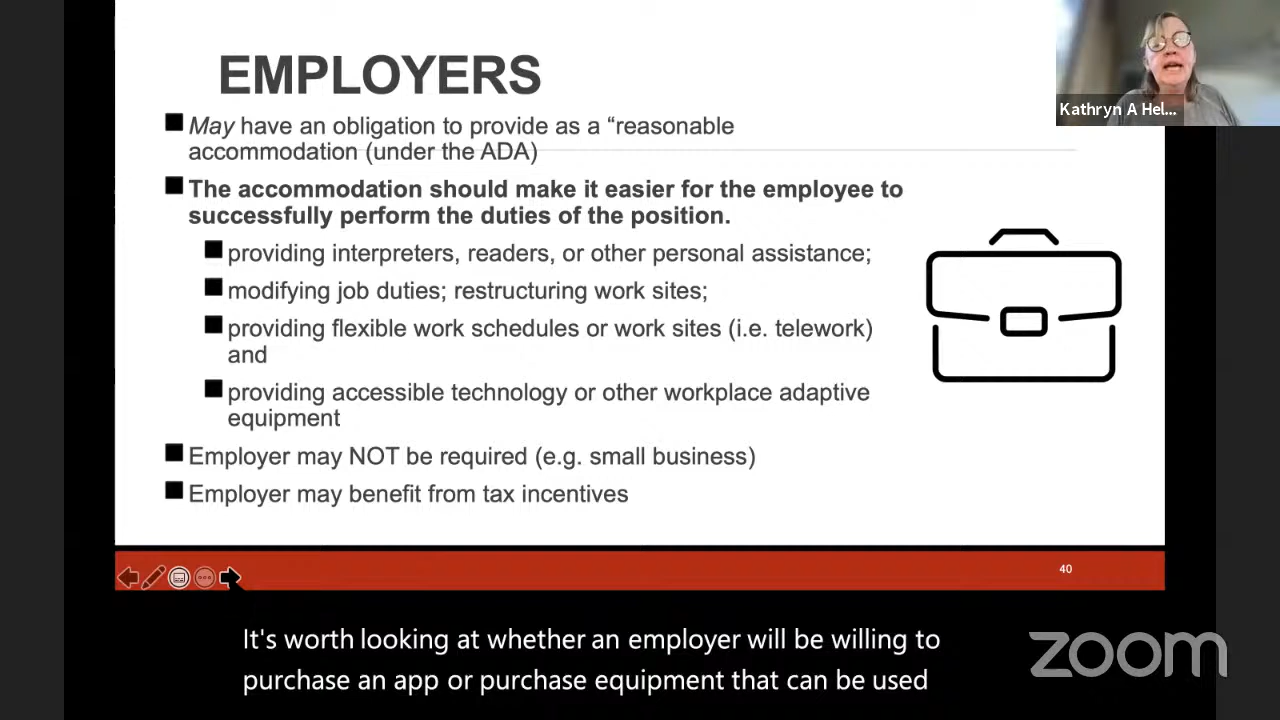 EMPLOYERS
May have an obligation to provide as a “reasonable
accommodation (under the ADA)
The accommodation should make it easier for the employee to
successfully perform the duties of the position.
providing interpreters, readers, or other personal assistance;
modifying job duties; restructuring work sites;
providing flexible work schedules or work sites (i.e. telework)
and
providing accessible technology or other workplace adaptive
equipment
Employer may NOT be required (e.g. small business)
Employer may benefit from tax incentives
40
Kathryn A Hel...
It's worth looking at whether an employer will be willing to
purchase an app or purchase equipment that can be used
zoom